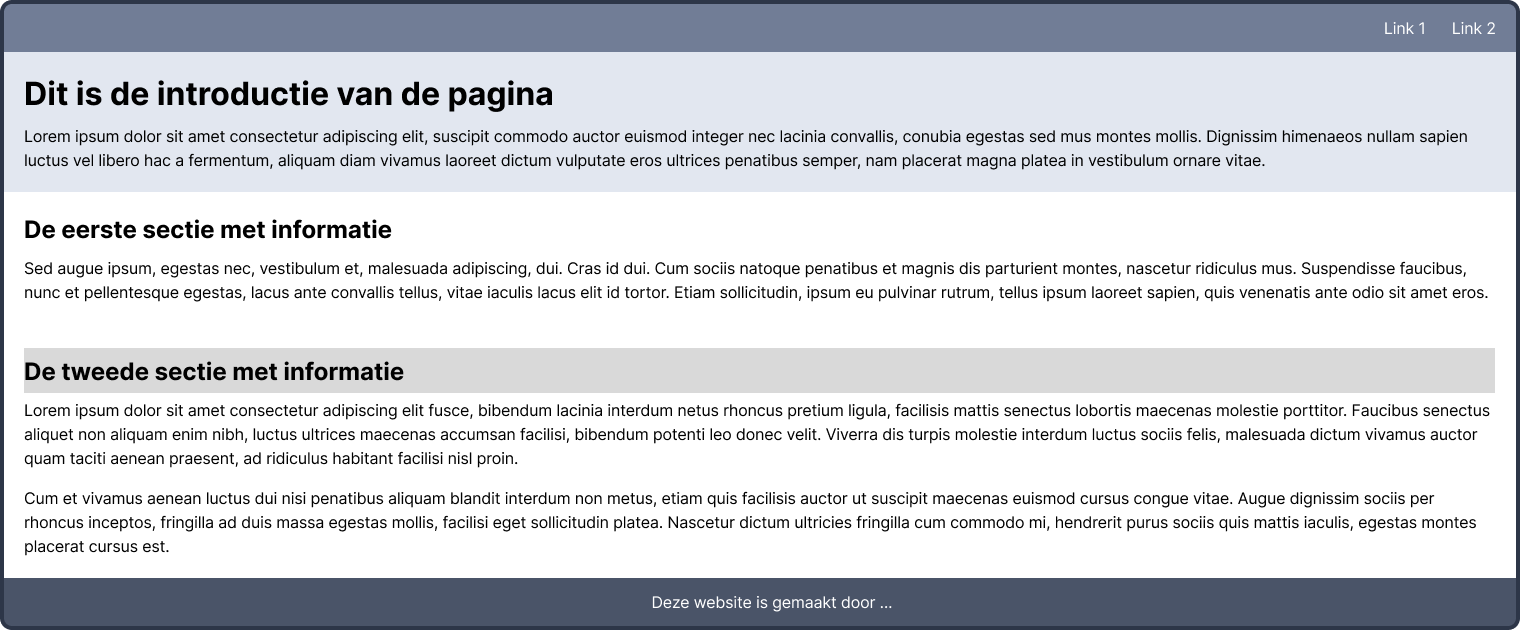 Link 1 Link 2
Dit is de introductie van de pagina
Lorem ipsum dolor sit amet consectetur adipiscing elit, suscipit commodo auctor euismod integer nec lacinia convallis, conubia egestas sed mus montes mollis. Dignissim himenaeos nullam sapien
luctus vel libero hac a fermentum, aliquam diam vivamus laoreet dictum vulputate eros ultrices penatibus semper, nam placerat magna platea in vestibulum ornare vitae.
De eerste sectie met informatie
Sed augue ipsum, egestas nec, vestibulum et, malesuada adipiscing, dui. Cras id dui. Cum sociis natoque penatibus et magnis dis parturient montes, nascetur ridiculus mus. Suspendisse faucibus,
nunc et pellentesque egestas, lacus ante convallis tellus, vitae iaculis lacus elit id tortor. Etiam sollicitudin, ipsum eu pulvinar rutrum, tellus ipsum laoreet sapien, quis venenatis ante odio sit amet eros.
De tweede sectie met informatie
Lorem ipsum dolor sit amet consectetur adipiscing elit fusce, bibendum lacinia interdum netus rhoncus pretium ligula, facilisis mattis senectus lobortis maecenas molestie porttitor. Faucibus senectus
aliquet non aliquam enim nibh, luctus ultrices maecenas accumsan facilisi, bibendum potenti leo donec velit. Viverra dis turpis molestie interdum luctus sociis felis, malesuada dictum vivamus auctor
quam taciti aenean praesent, ad ridiculus habitant facilisi nisl proin.
Cum et vivamus aenean luctus dui nisi penatibus aliquam blandit interdum non metus, etiam quis facilisis auctor ut suscipit maecenas euismod cursus congue vitae. Augue dignissim sociis per
rhoncus inceptos, fringilla ad duis massa egestas mollis, facilisi eget sollicitudin platea. Nascetur dictum ultricies fringilla cum commodo mi, hendrerit purus sociis quis mattis iaculis, egestas montes
placerat cursus est.
Deze website is gemaakt door ...